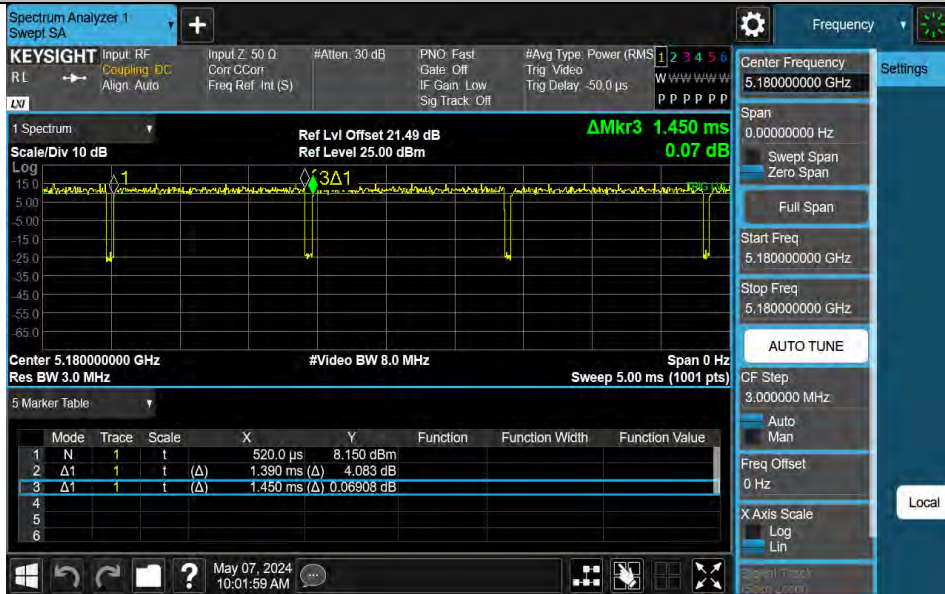 Spectrum Analyzer 1
Swept SA
+
Frequency
KEYSIGHT
RL
LXI
Input: RF
Coupling: DC
Align: Auto
Input Z: 50 Ω
Corr CCorr
Freq Ref: Int (S)
#Atten: 30 dB
PNO: Fast
Gate: Off
IF Gain: Low
Sig Track: Off
#Avg Type: Power (RMS
Trig: Video
Trig Delay: -50.0 µs
1 2 3 4 5 6
W W W W W W
P P P P P P
Center Frequency
5.180000000 GHz
Settings
1 Spectrum
Scale/Div 10 dB
Ref Lvl Offset 21.49 dB
Ref Level 25.00 dBm
ΔMkr3 1.450 ms
0.07 dB
Span
0.00000000 Hz
Swept Span
Zero Span
Full Span
Log
1
3Δ1
15.0
5.00
-5.00
-15.0
-25.0
-35.0
-45.0
-55.0
-65.0
Start Freq
5.180000000 GHz
Stop Freq
5.180000000 GHz
AUTO TUNE
Center 5.180000000 GHz
#Video BW 8.0 MHz
Span 0 Hz
Res BW 3.0 MHz
Sweep 5.00 ms (1001 pts)
CF Step
3.000000 MHz
Auto
Man
5 Marker Table
Mode Trace Scale X Y Function Function Width Function Value
1 N 1 t 520.0 µs 8.150 dBm
2 Δ1 1 t (Δ) 1.390 ms (Δ) 4.083 dB
3 Δ1 1 t (Δ) 1.450 ms (Δ) 0.06908 dB
4
5
6
Freq Offset
0 Hz
Local
X Axis Scale
Log
Lin
?
May 07, 2024
10:01:59 AM
Signal Track
(Span Zoom)